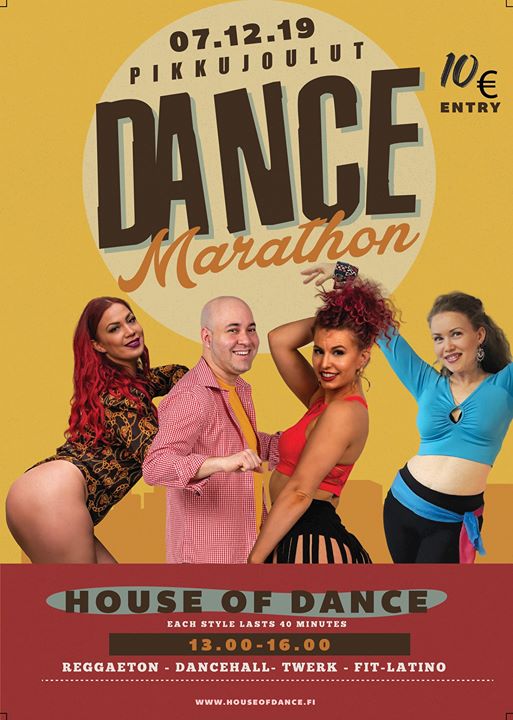 07.12.19
PIKKUJOULUT
DANCE
Marathon
10€
ENTRY
HOUSE OF DANCE
EACH STYLE LASTS 40 MINUTES
13.00-16.00
REGGAETON - DANCEHALL- TWERK - FIT-LATINO
WWW.HOUSEOFDANCE.FI